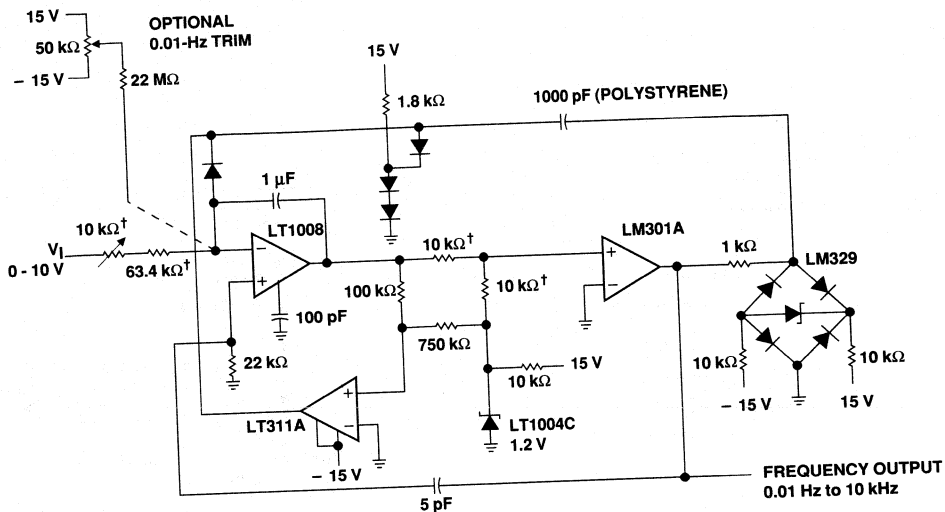 15 V
OPTIONAL
0.01-Hz TRIM
50 kΩ
– 15 V
22 MΩ
15 V
1.8 kΩ
1000 pF (POLYSTYRENE)
1 µF
10 kΩ†
LT1008
VI
0 - 10 V
63.4 kΩ†
–
+
10 kΩ†
LM301A
+
–
1 kΩ
LM329
100 kΩ
10 kΩ†
100 pF
750 kΩ
22 kΩ
10 kΩ
15 V
10 kΩ
10 kΩ
– 15 V
15 V
LT311A
+
–
– 15 V
LT1004C
1.2 V
5 pF
FREQUENCY OUTPUT
0.01 Hz to 10 kHz